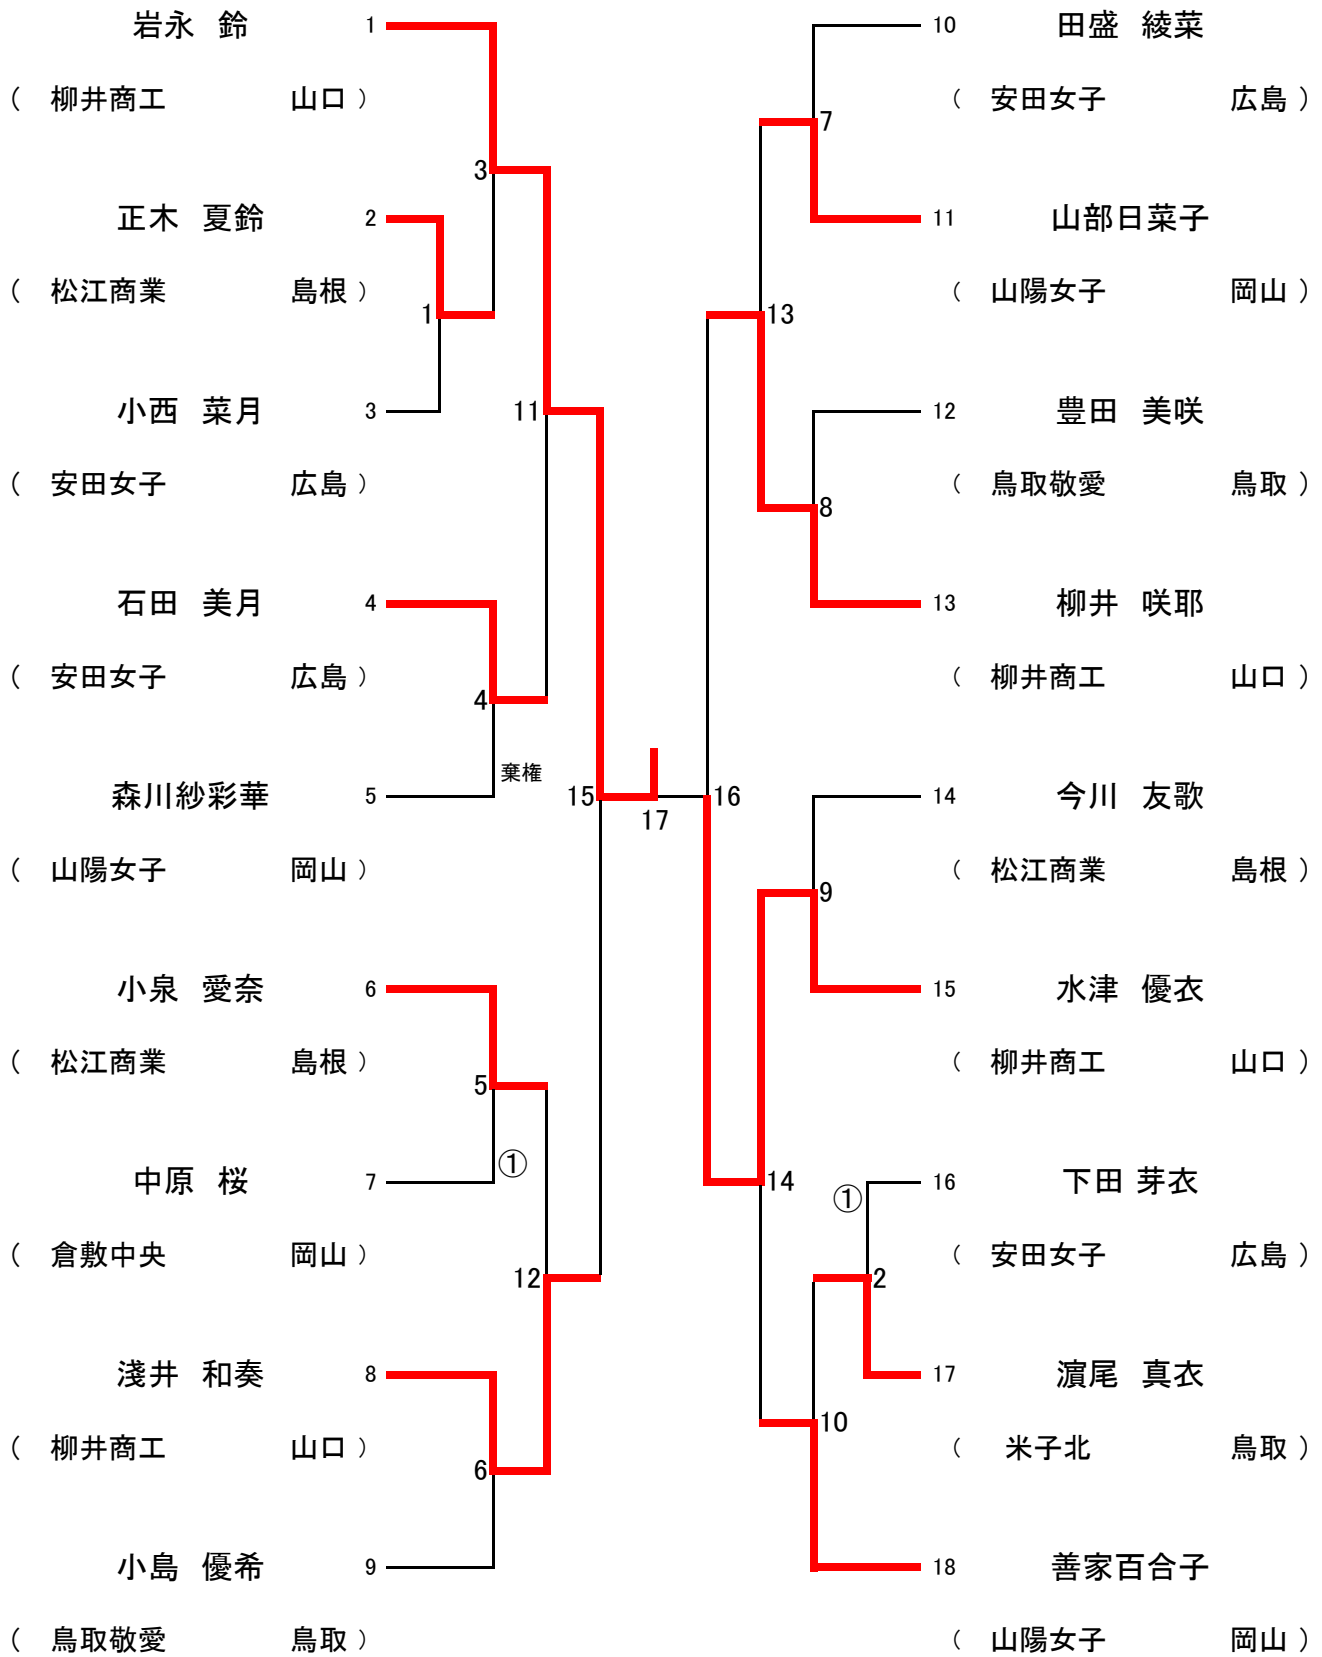 岩永 鈴 1
( 柳井商工 山口 )
3
正木 夏鈴 2
( 松江商業 島根 )
1
小西 菜月 3
11
( 安田女子 広島 )
石田 美月 4
( 安田女子 広島 )
4
棄権
森川紗彩華 5
15
17
( 山陽女子 岡山 )
小泉 愛奈 6
( 松江商業 島根 )
5
①
中原 桜 7
( 倉敷中央 岡山 )
12
淺井 和奏 8
( 柳井商工 山口 )
6
小島 優希 9
( 鳥取敬愛 鳥取 )
10 田盛 綾菜
( 安田女子 広島 )
7
11 山部日菜子
( 山陽女子 岡山 )
13
12 豊田 美咲
( 鳥取敬愛 鳥取 )
8
13 柳井 咲耶
( 柳井商工 山口 )
16
14 今川 友歌
( 松江商業 島根 )
9
15 水津 優衣
( 柳井商工 山口 )
14
16 下田 芽衣
①
( 安田女子 広島 )
2
17 濵尾 真衣
10
( 米子北 鳥取 )
18 善家百合子
( 山陽女子 岡山 )